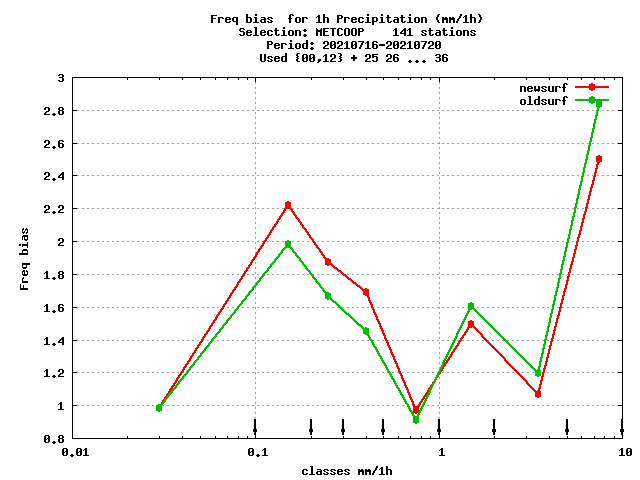 Freq bias  for 1h Precipitation (mm/1h)
Selection: METCOOP    141 stations
Period: 20210716-20210720
Used {00,12} + 25 26 ... 36
newsurf
oldsurf
3
2.8
2.6
2.4
2.2
2
1.8
1.6
1.4
1.2
1
0.8
Freq bias
0.01
0.1
1
10
classes mm/1h